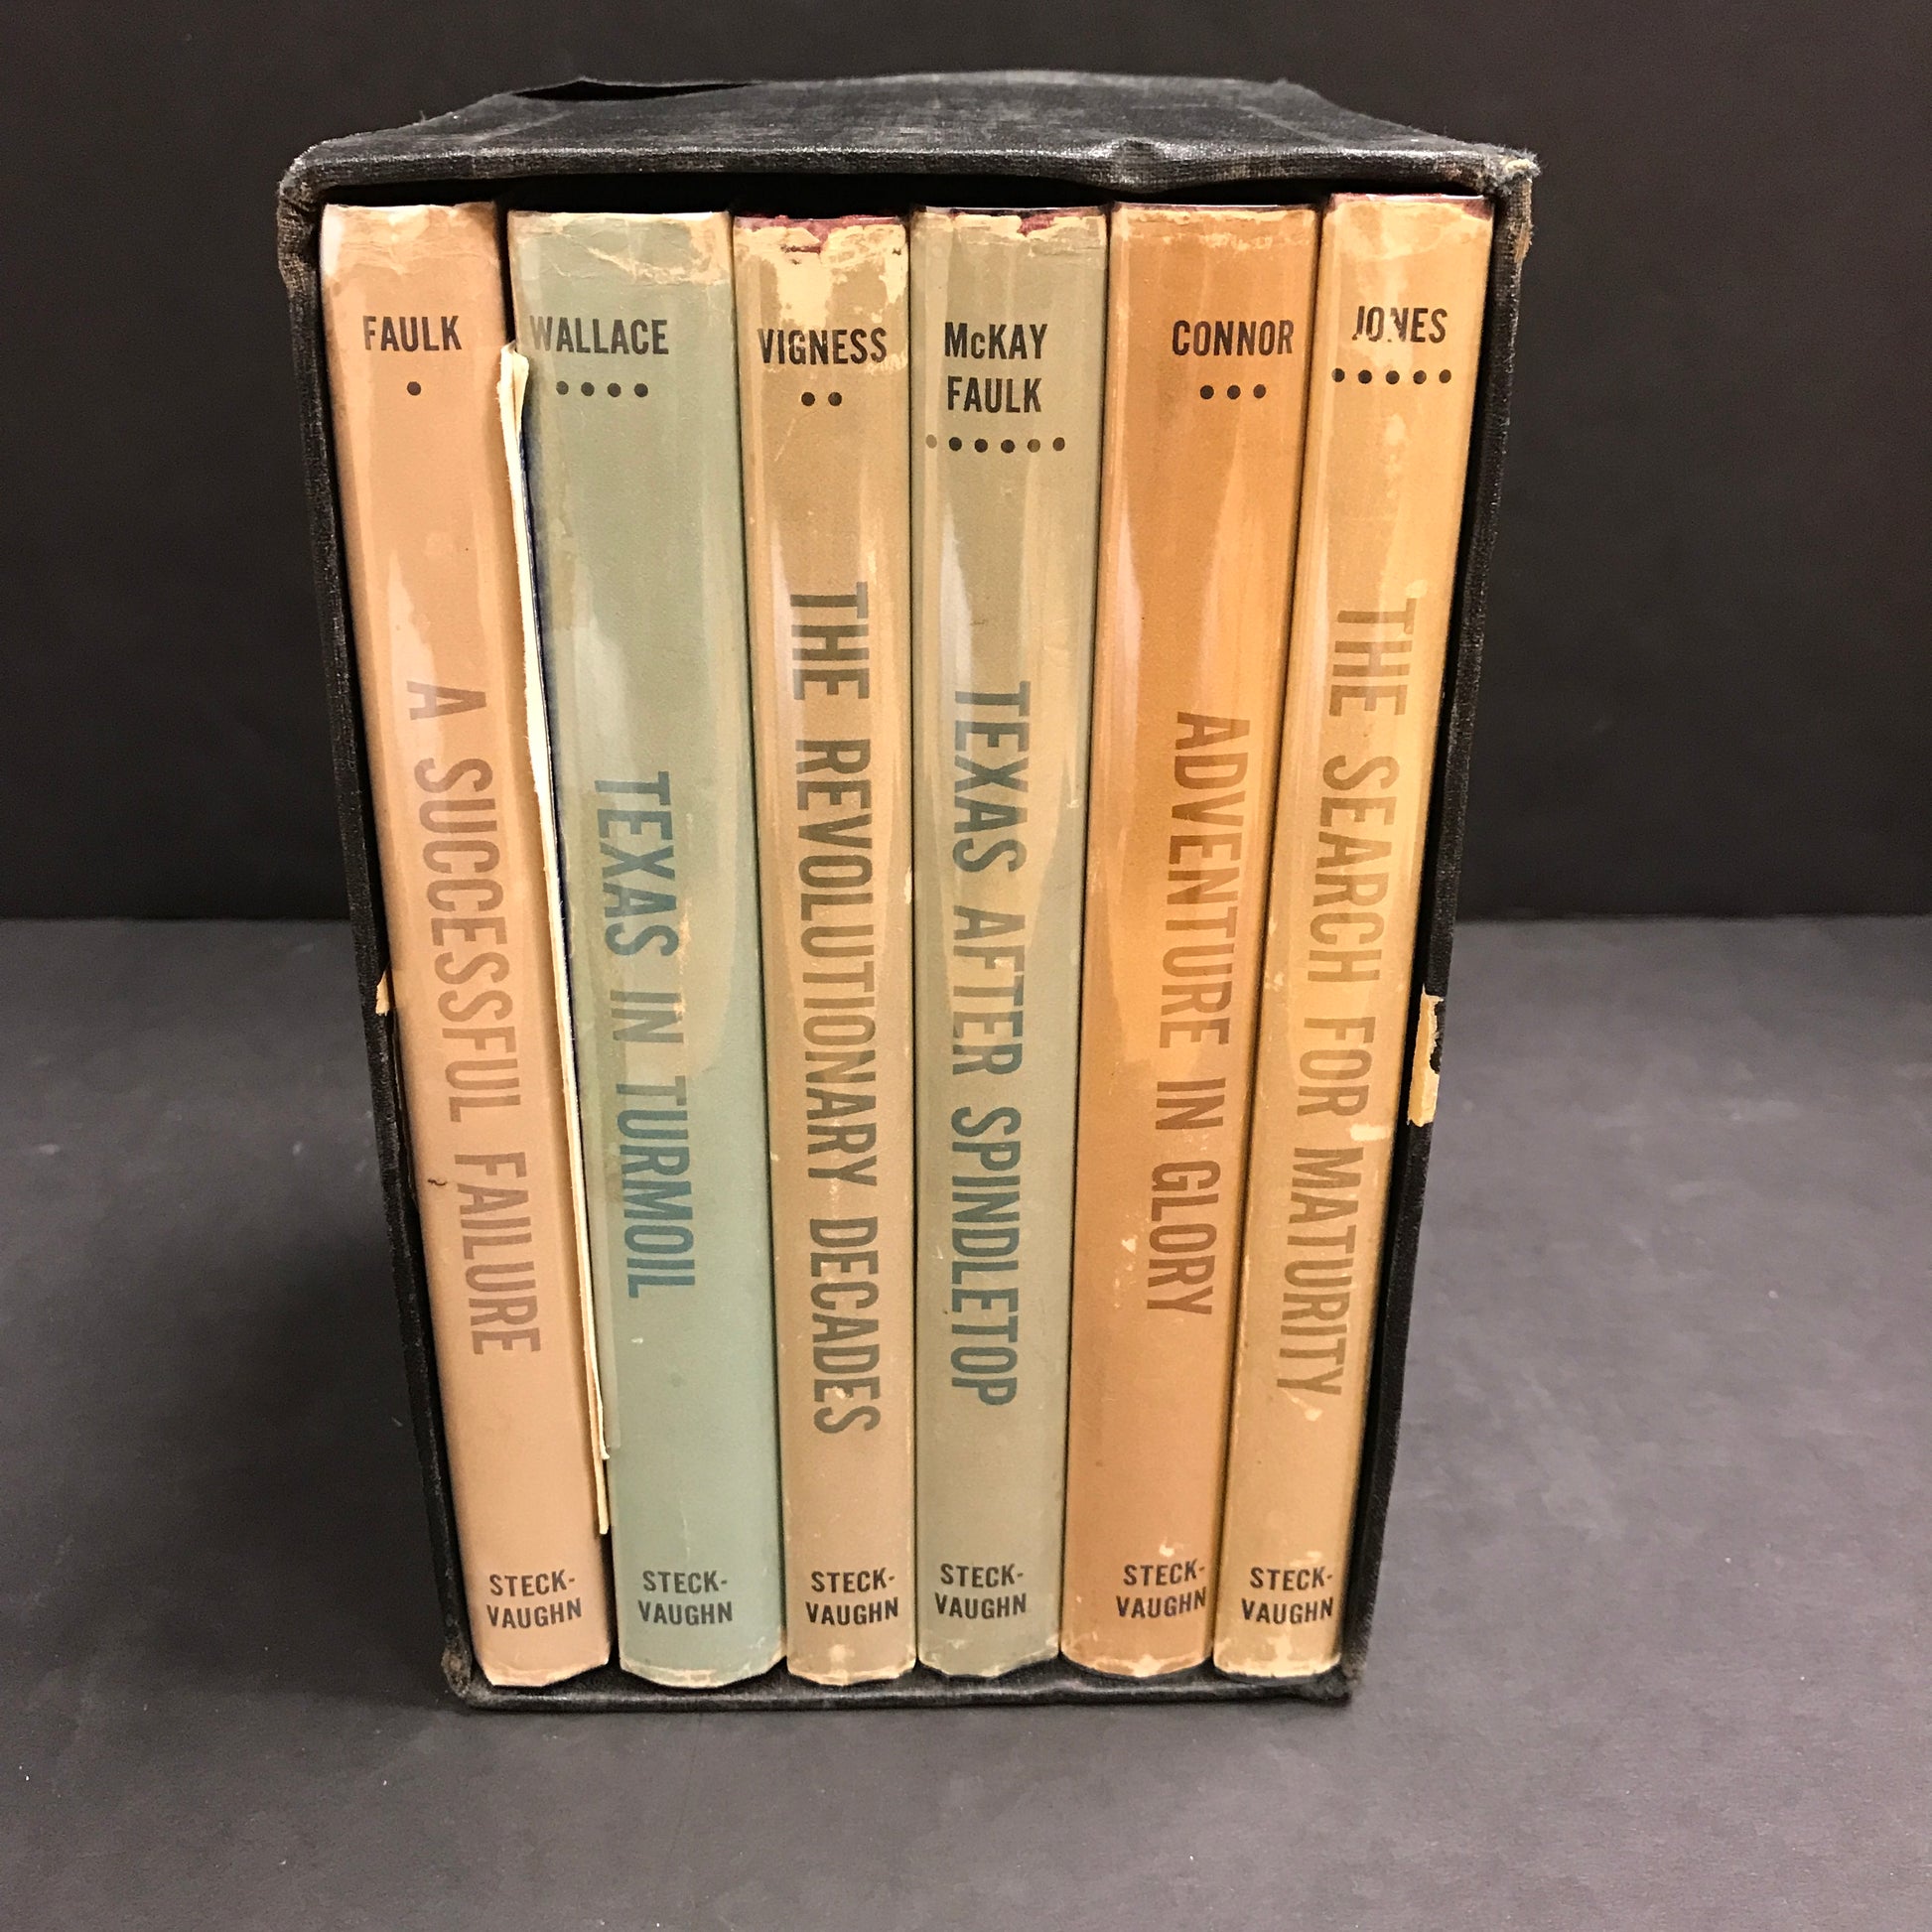 FAULK
A SUCCESSFUL FAILURE
STECK-
VAUGHN
WALLACE
TEXAS IN TURMOIL
STECK-
VAUGHN
VIGNESS
THE REVOLUTIONARY DECADES
STECK-
VAUGHN
McKAY
FAULK
TEXAS AFTER SPINDLETOP
STECK-
VAUGHN
CONNOR
ADVENTURE IN GLORY
STECK-
VAUGHN
JONES
THE SEARCH FOR MATURITY
STECK-
VAUGHN